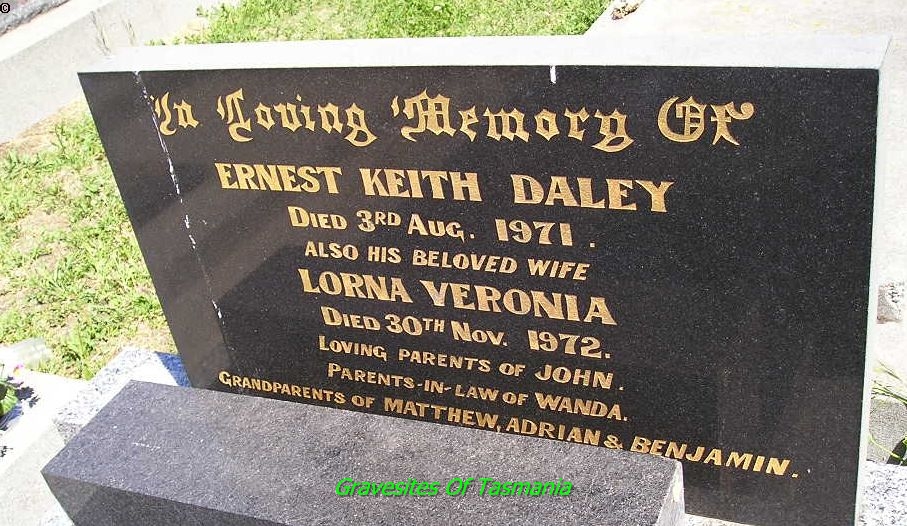 ©
In Loving Memory Of
ERNEST KEITH DALEY
DIED 3RD AUG. 1971.
ALSO HIS BELOVED WIFE
LORNA VERONIA
DIED 30TH NOV. 1972.
LOVING PARENTS OF JOHN.
PARENTS-IN-LAW OF WANDA.
GRANDPARENTS OF MATTHEW, ADRIAN & BENJAMIN.
Gravesites Of Tasmania